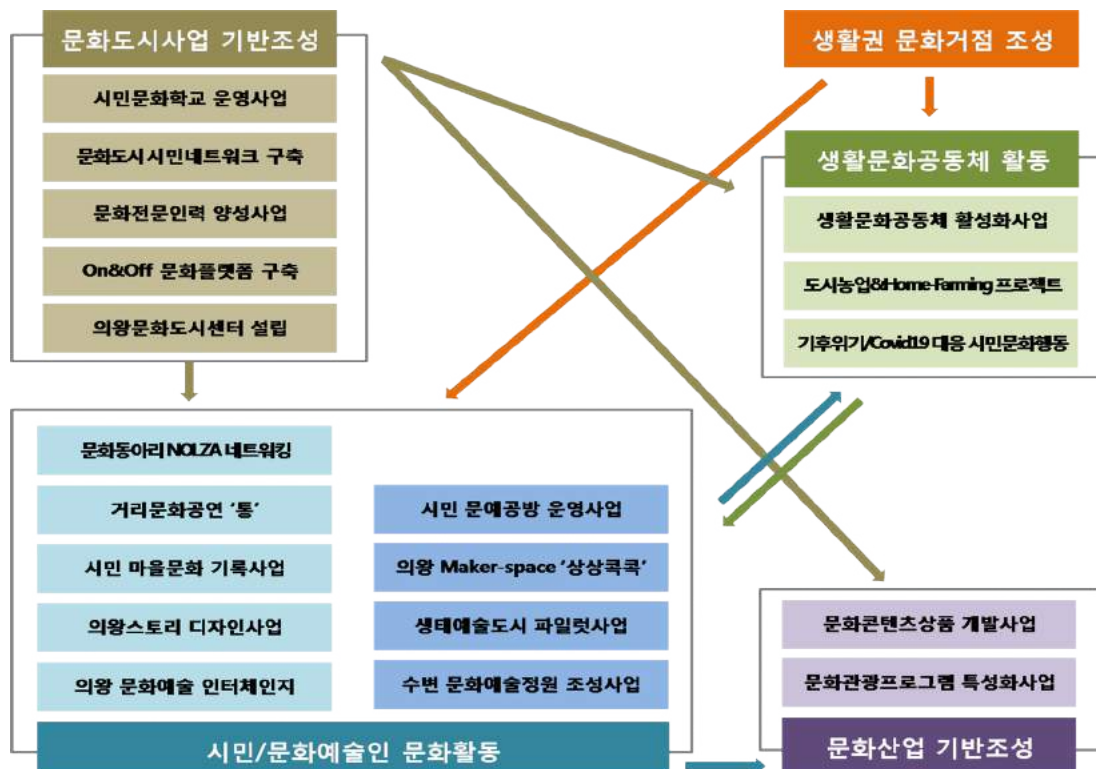 문화도시사업 기반조성
시민문화학교 운영사업
문화도시 시민네트워크 구축
문화전문인력 양성사업
On&Off 문화플랫폼 구축
의왕문화도시센터 설립
생활권 문화거점 조성
생활문화공동체 활동
생활문화공동체 활성화사업
도시농업&Home-Farming 프로젝트
기후위기/Covid19 대응 시민문화행동
문화동아리 NOLZA 네트워킹
거리문화공연 ‘통’
시민 마을문화 기록사업
의왕스토리 디자인사업
의왕 문화예술 인터체인지
시민 문예공방 운영사업
의왕 Maker-space ‘상상콕콕’
생태예술도시 파일럿사업
수변 문화예술정원 조성사업
시민/문화예술인 문화활동
문화콘텐츠상품 개발사업
문화관광프로그램 특성화사업
문화산업 기반조성